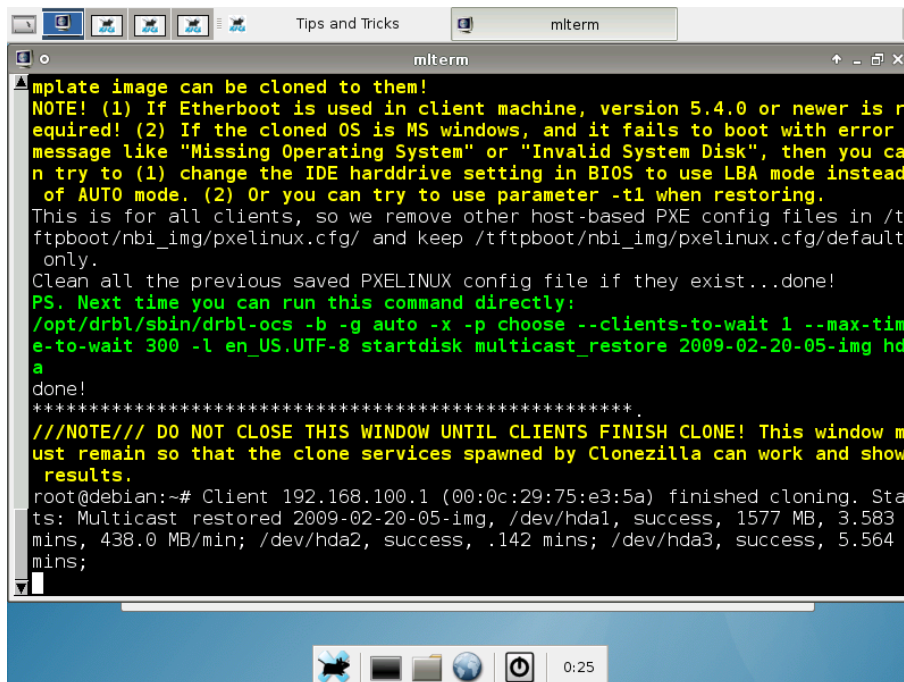 Tips and Tricks
mlterm
mlterm
mplate image can be cloned to them!
NOTE! (1) If Etherboot is used in client machine, version 5.4.0 or newer is r
equired! (2) If the cloned OS is MS windows, and it fails to boot with error
message like "Missing Operating System" or "Invalid System Disk", then you ca
n try to (1) change the IDE harddrive setting in BIOS to use LBA mode instead
of AUTO mode. (2) Or you can try to use parameter -t1 when restoring.
This is for all clients, so we remove other host-based PXE config files in /t
ftpboot/nbi_img/pxelinux.cfg/ and keep /tftpboot/nbi_img/pxelinux.cfg/default
only.
Clean all the previous saved PXELINUX config file if they exist...done!
PS. Next time you can run this command directly:
/opt/drbl/sbin/drbl-ocs -b -g auto -x -p choose --clients-to-wait 1 --max-tim
e-to-wait 300 -l en_US.UTF-8 startdisk multicast_restore 2009-02-20-05-img hd
a
done!
*****************************************************.
///NOTE/// DO NOT CLOSE THIS WINDOW UNTIL CLIENTS FINISH CLONE! This window m
ust remain so that the clone services spawned by Clonezilla can work and show
results.
root@debian:~# Client 192.168.100.1 (00:0c:29:75:e3:5a) finished cloning. Sta
ts: Multicast restored 2009-02-20-05-img, /dev/hda1, success, 1577 MB, 3.583
mins, 438.0 MB/min; /dev/hda2, success, .142 mins; /dev/hda3, success, 5.564
mins;
0:25